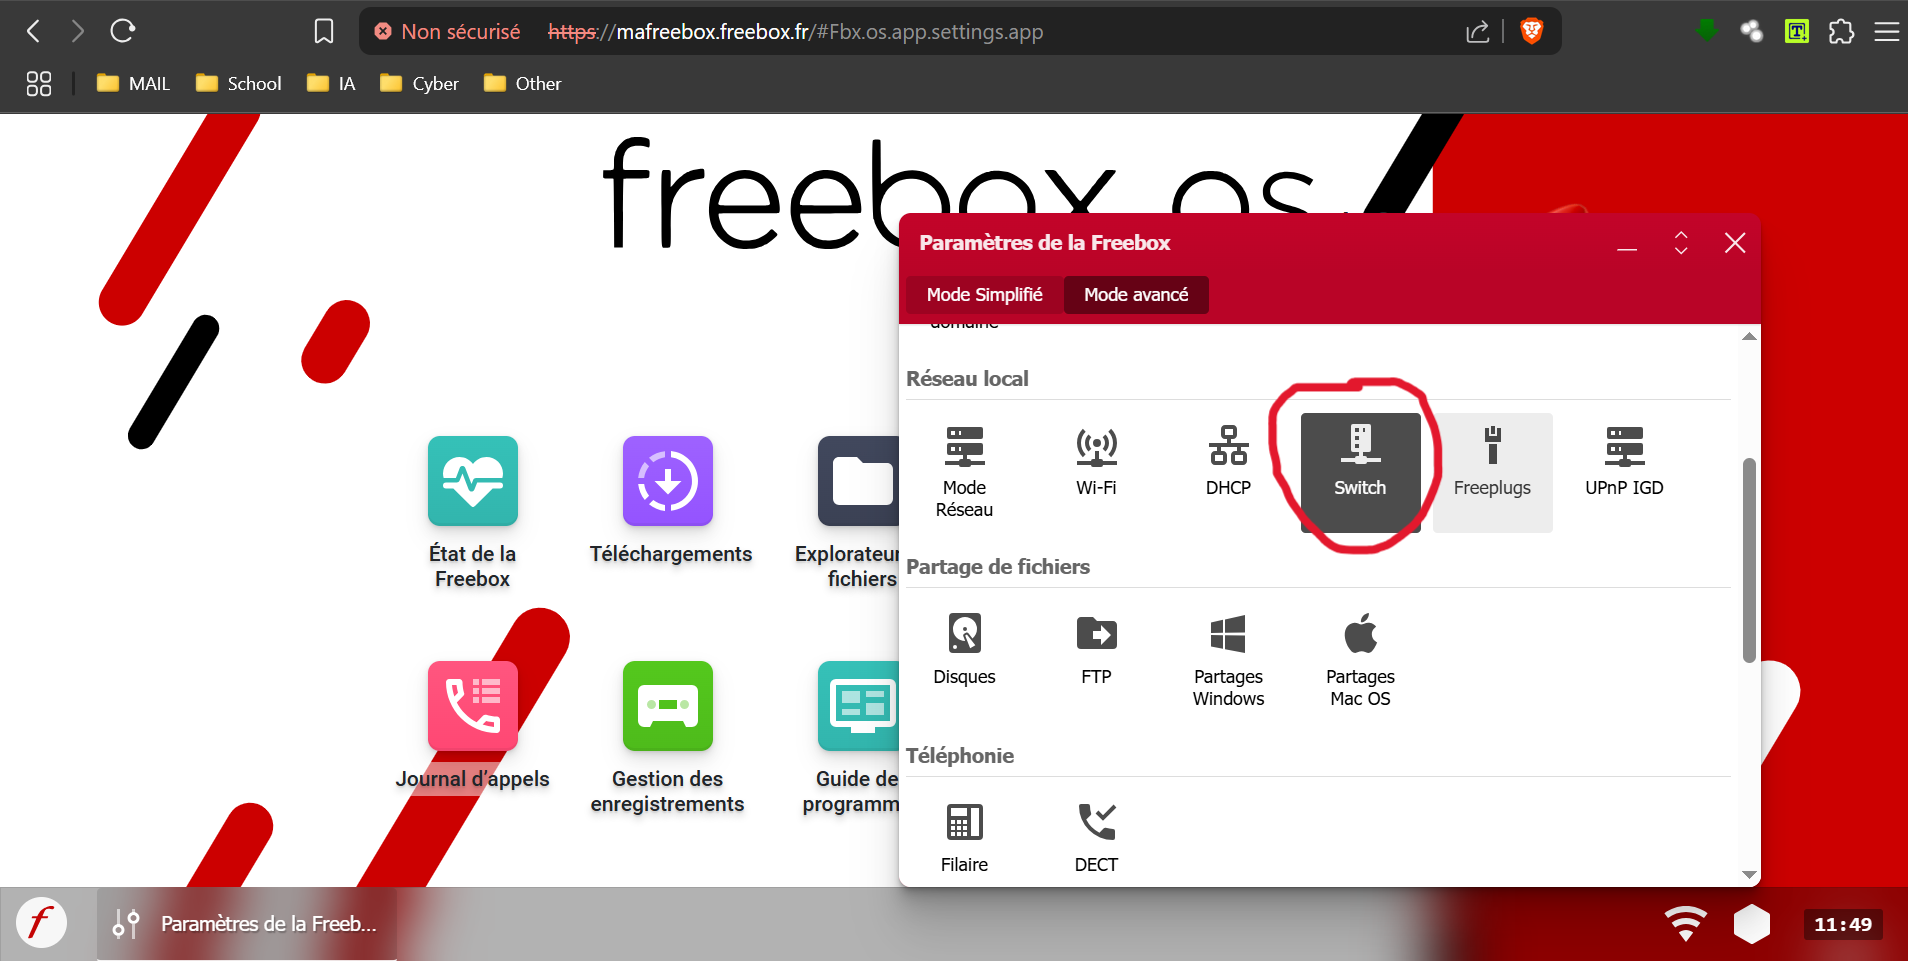 Non sécurisé https://mafreebox.freebox.fr/#Fbx.os.app.settings.app
MAIL School IA Cyber Other
freebox os
Paramètres de la Freebox
Mode Simplifié Mode avancé
domaine
Réseau local
Mode
Réseau
Wi-Fi
DHCP
Switch
Freeplugs
UPnP IGD
Partage de fichiers
Disques
FTP
Partages
Windows
Partages
Mac OS
Téléphonie
Filaire
DECT
État de la
Freebox
Téléchargements
Explorateur
fichiers
Journal d’appels
Gestion des
enregistrements
Guide de
programm
f
Paramètres de la Freeb...
11:49